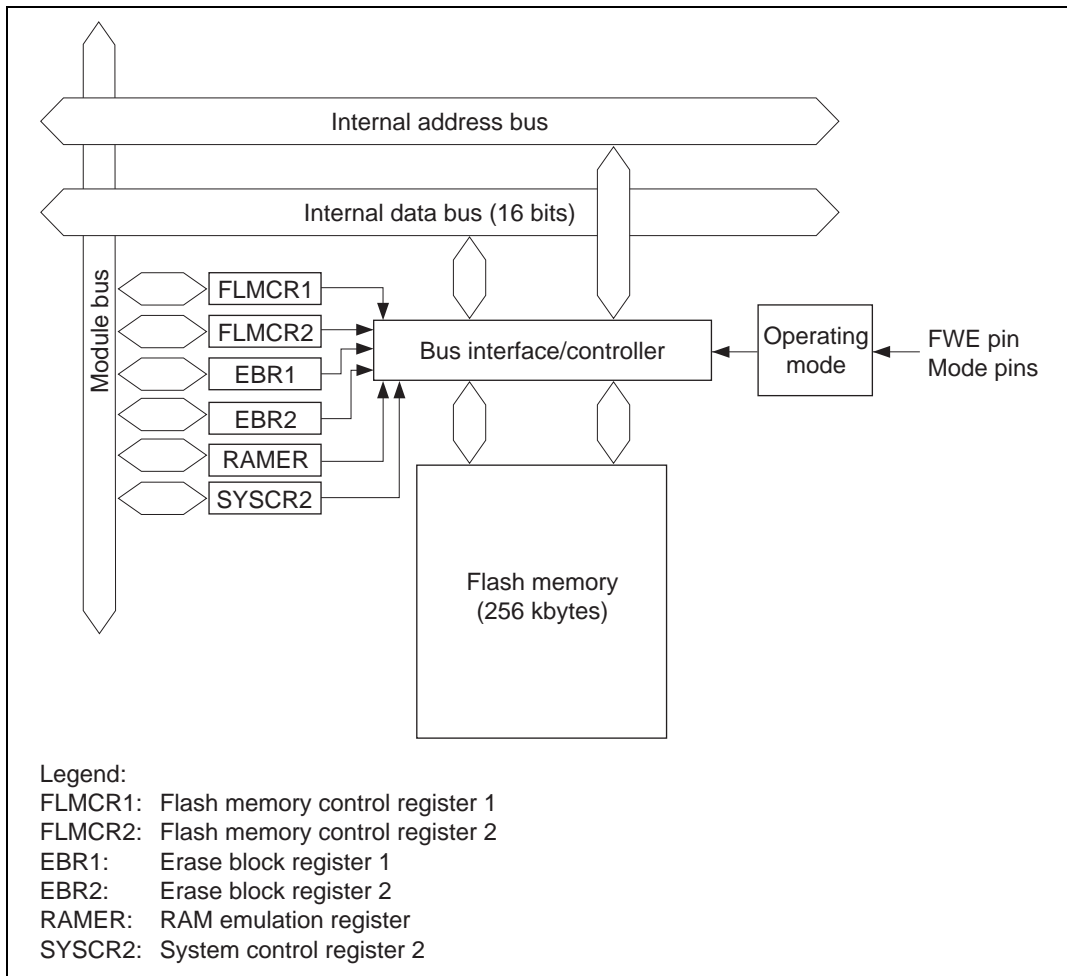 Internal address bus
Internal data bus (16 bits)
Module bus
FLMCR1
FLMCR2
EBR1
EBR2
RAMER
SYSCR2
Bus interface/controller
Operating
mode
FWE pin
Mode pins
Flash memory
(256 kbytes)
Legend:
FLMCR1: Flash memory control register 1
FLMCR2: Flash memory control register 2
EBR1: Erase block register 1
EBR2: Erase block register 2
RAMER: RAM emulation register
SYSCR2: System control register 2